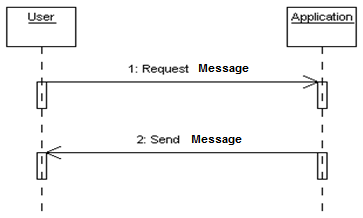 User
Application
1: Request Message
2: Send Message